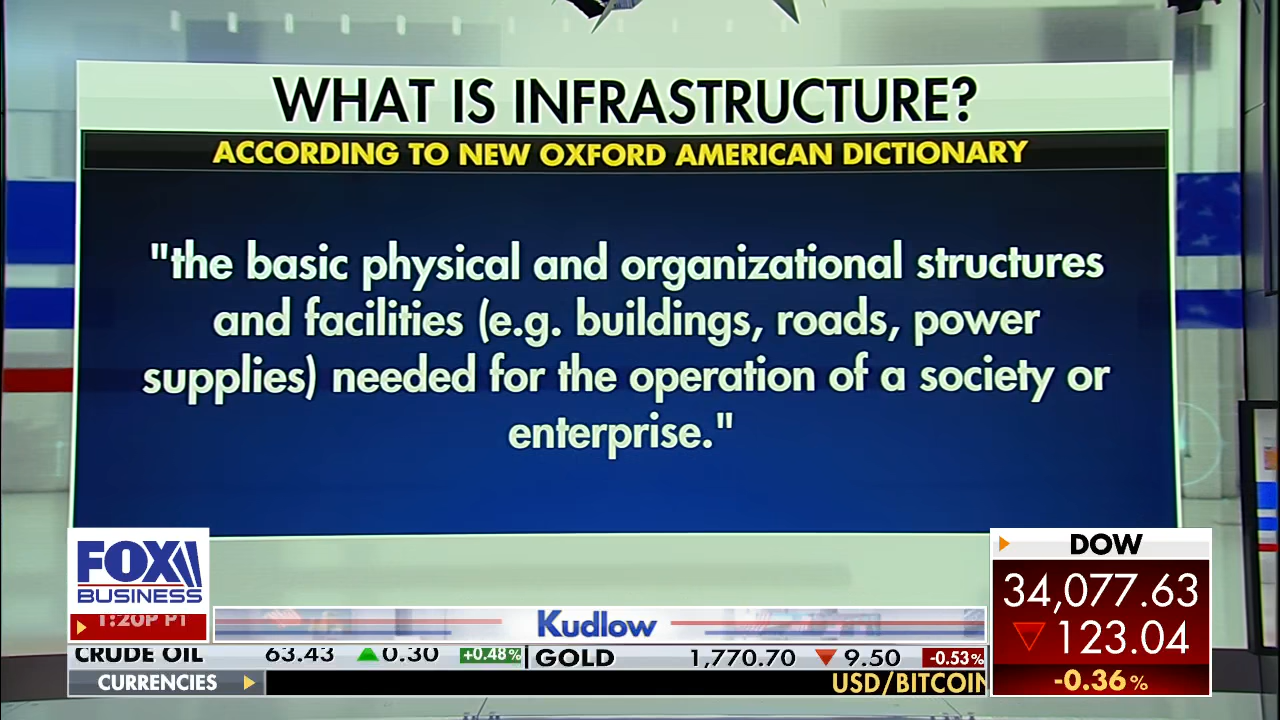 WHAT IS INFRASTRUCTURE?
ACCORDING TO NEW OXFORD AMERICAN DICTIONARY
"the basic physical and organizational structures
and facilities (e.g. buildings, roads, power
supplies) needed for the operation of a society or
enterprise."
FOX
BUSINESS
1:20P PT
Kudlow
CRUDE OIL 63.43 0.30 +0.48% GOLD 1,770.70 9.50 -0.53%
CURRENCIES USD/BITCOIN
DOW
34,077.63
123.04
-0.36%